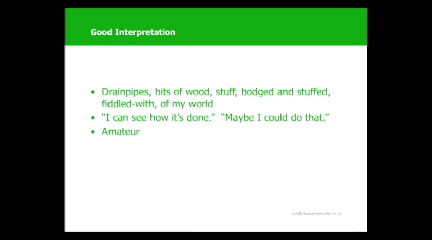 Good Interpretation
• Drainpipes, bits of wood, stuff, bodged and stuffed,
fiddled-with, of my world
• "I can see how it's done." "Maybe I could do that."
• Amateur